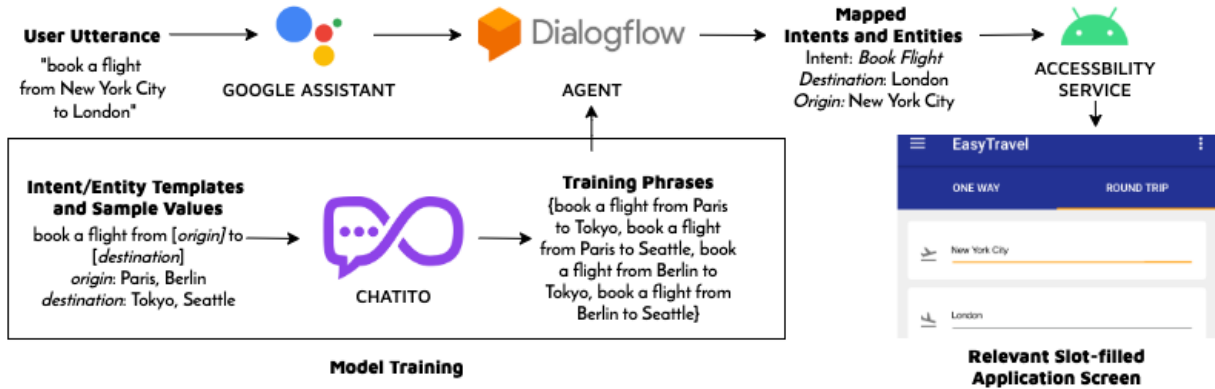 User Utterance
"book a flight
from New York City
to London"
GOOGLE ASSISTANT
Dialogflow
AGENT
Mapped
Intents and Entities
Intent: Book Flight
Destination: London
Origin: New York City
ACCESSBILITY
SERVICE
Intent/Entity Templates
and Sample Values
book a flight from [origin] to
[destination]
origin: Paris, Berlin
destination: Tokyo, Seattle
CHATITO
Training Phrases
{book a flight from Paris
to Tokyo, book a flight
from Paris to Seattle, book
a flight from Berlin to
Tokyo, book a flight from
Berlin to Seattle}
Model Training
EasyTravel
ONE WAY
ROUND TRIP
New York City
London
Relevant Slot-filled
Application Screen